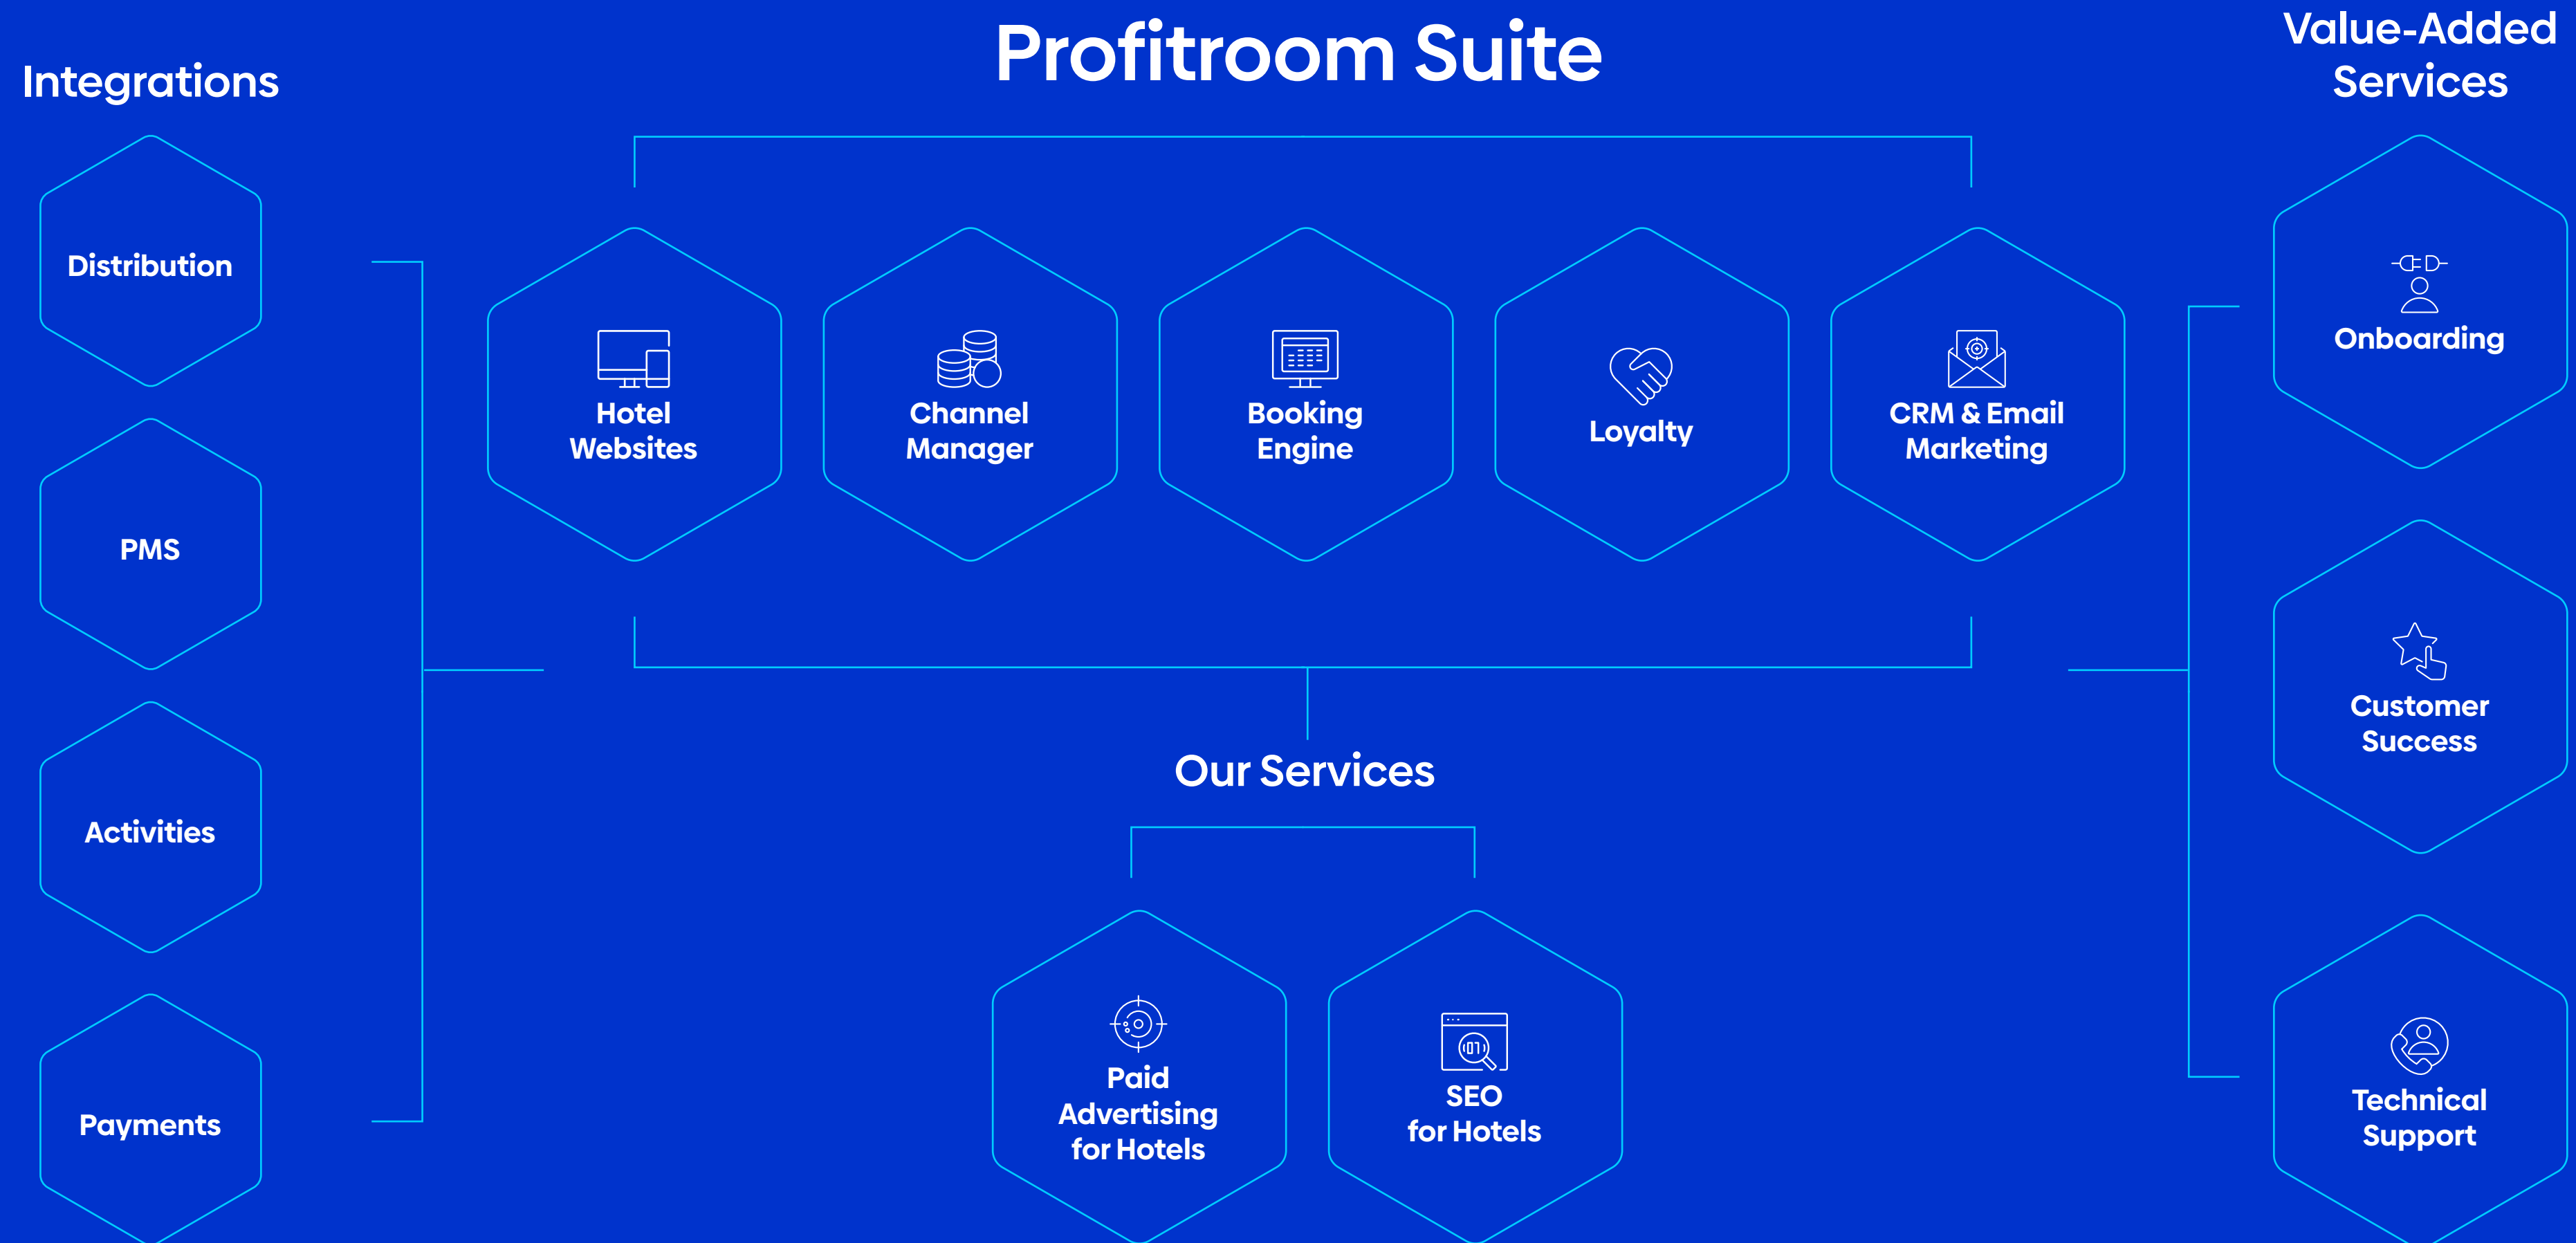 Profitroom Suite
Integrations
Distribution
PMS
Activities
Payments
Hotel
Websites
Channel
Manager
Booking
Engine
Loyalty
CRM & Email
Marketing
Our Services
Paid
Advertising
for Hotels
SEO
for Hotels
Value-Added
Services
Onboarding
Customer
Success
Technical
Support